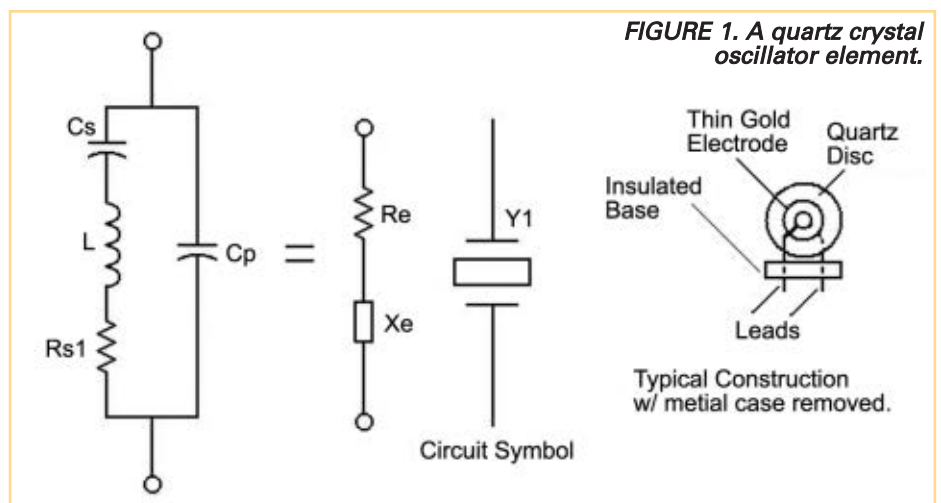 FIGURE 1. A quartz crystal
oscillator element.
Cs
L
Rs1
Cp
=
Re
Xe
Y1
Circuit Symbol
Thin Gold
Electrode
Quartz
Disc
Insulated
Base
Leads
Typical Construction
w/ metial case removed.